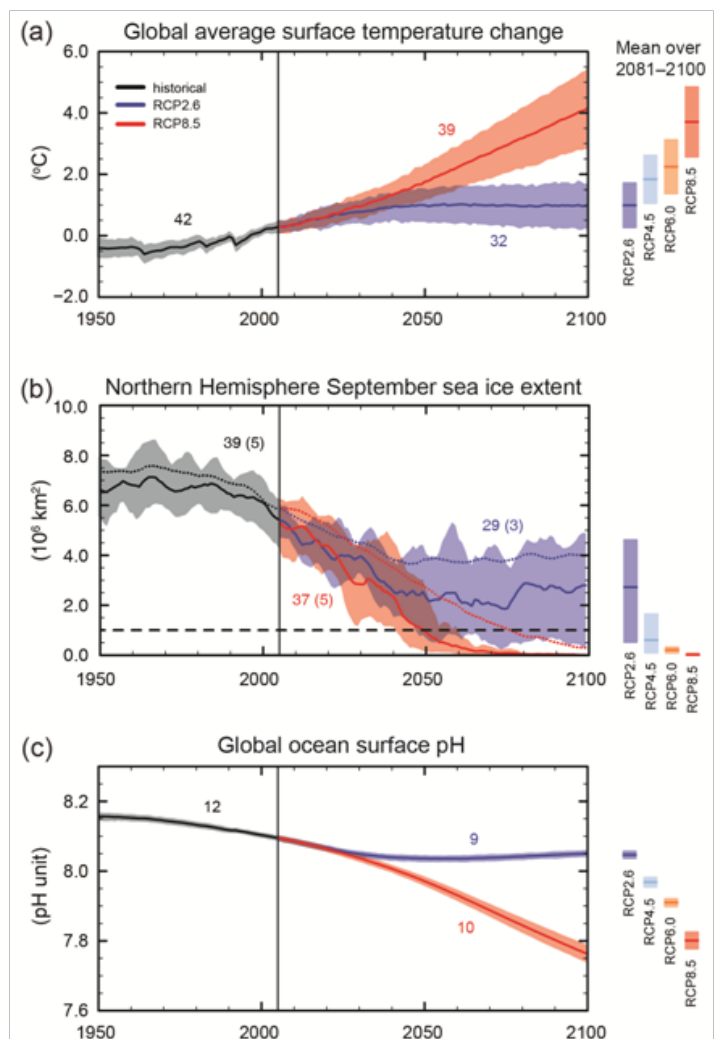 (a) Global average surface temperature change
Mean over
2081–2100
6.0
4.0
2.0
0.0
−2.0
(°C)
historical
RCP2.6
RCP8.5
42
39
32
1950 2000 2050 2100
RCP2.6
RCP4.5
RCP6.0
RCP8.5
(b) Northern Hemisphere September sea ice extent
10.0
8.0
6.0
4.0
2.0
0.0
(10⁶ km²)
39 (5)
29 (3)
37 (5)
1950 2000 2050 2100
RCP2.6
RCP4.5
RCP6.0
RCP8.5
(c) Global ocean surface pH
8.2
8.0
7.8
7.6
(pH unit)
12
9
10
1950 2000 2050 2100
RCP2.6
RCP4.5
RCP6.0
RCP8.5